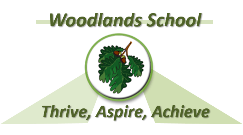 Woodlands School
Thrive, Aspire, Achieve